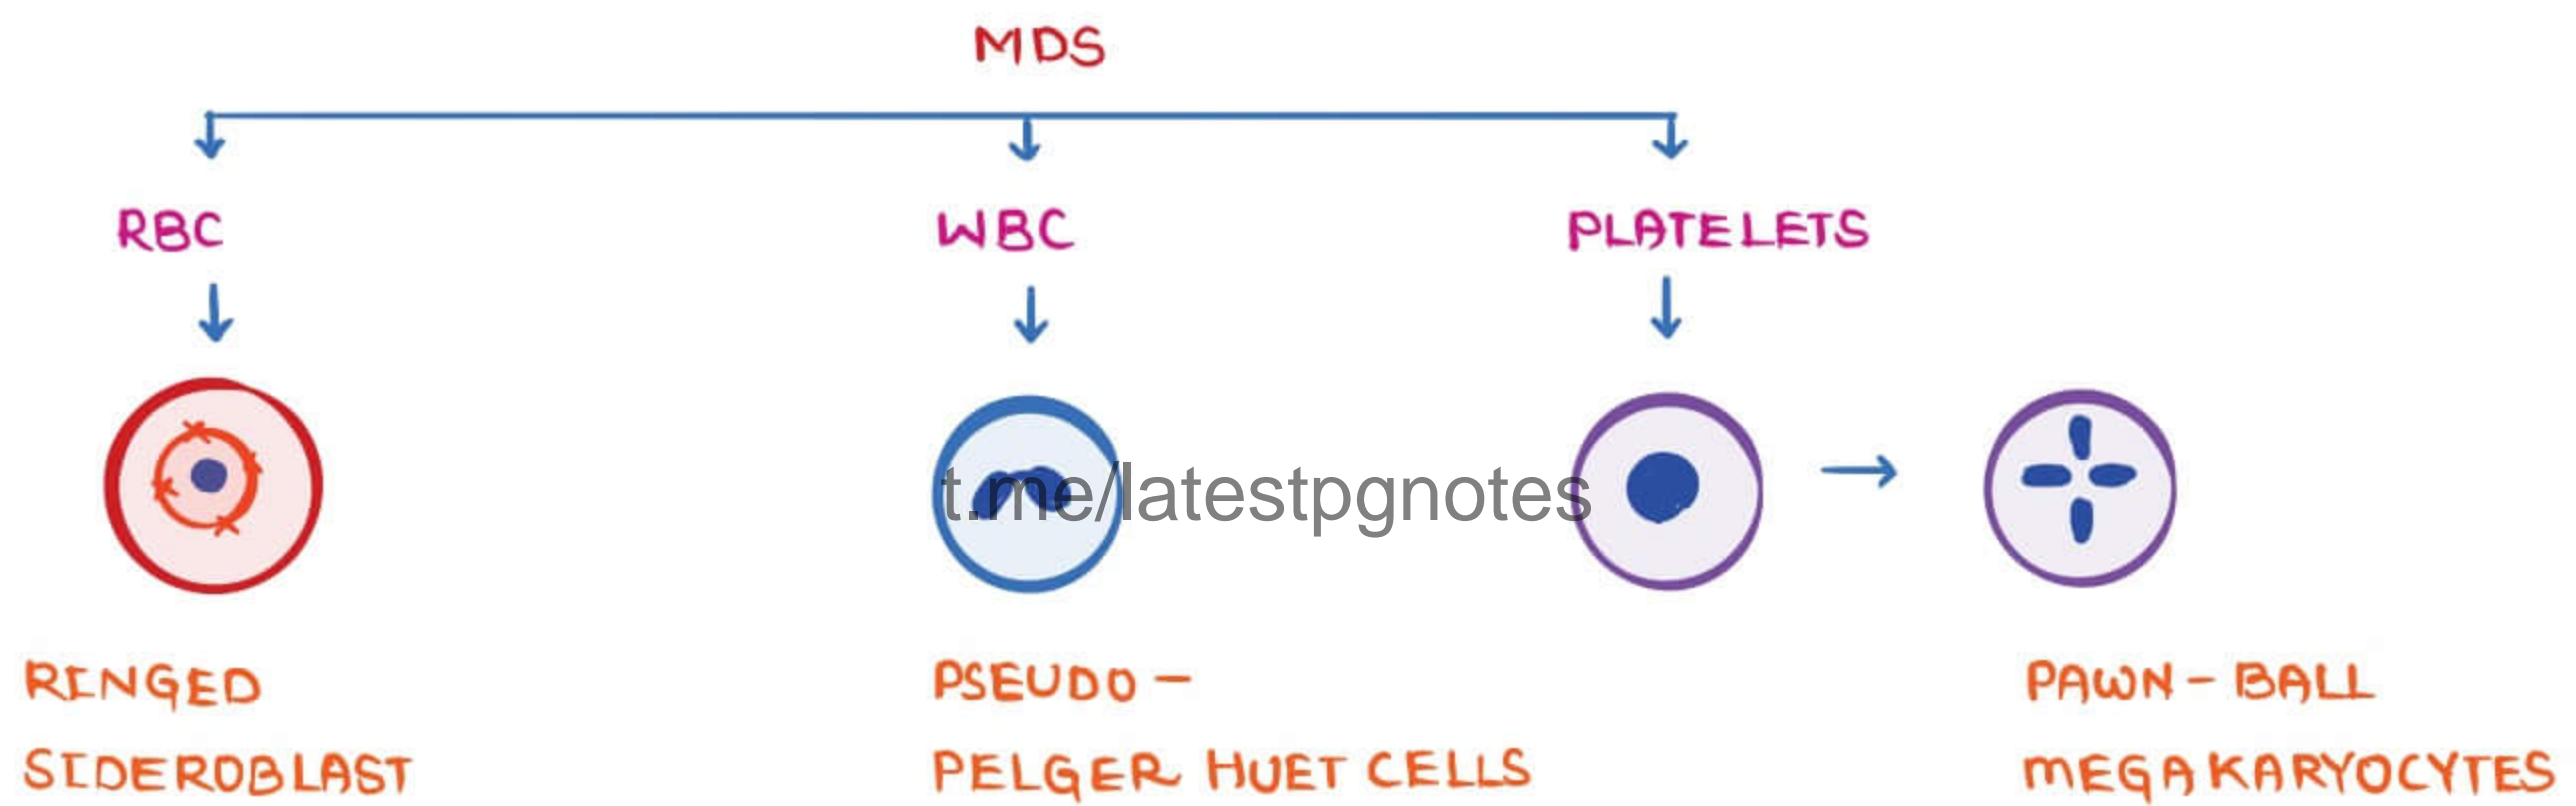 MDS
RBC
WBC
PLATELETS
t.me/latestpgnotes
RINGED
SIDEROBLAST
PSEUDO -
PELGER HUET CELLS
PAWN - BALL
MEGAKARYOCYTES